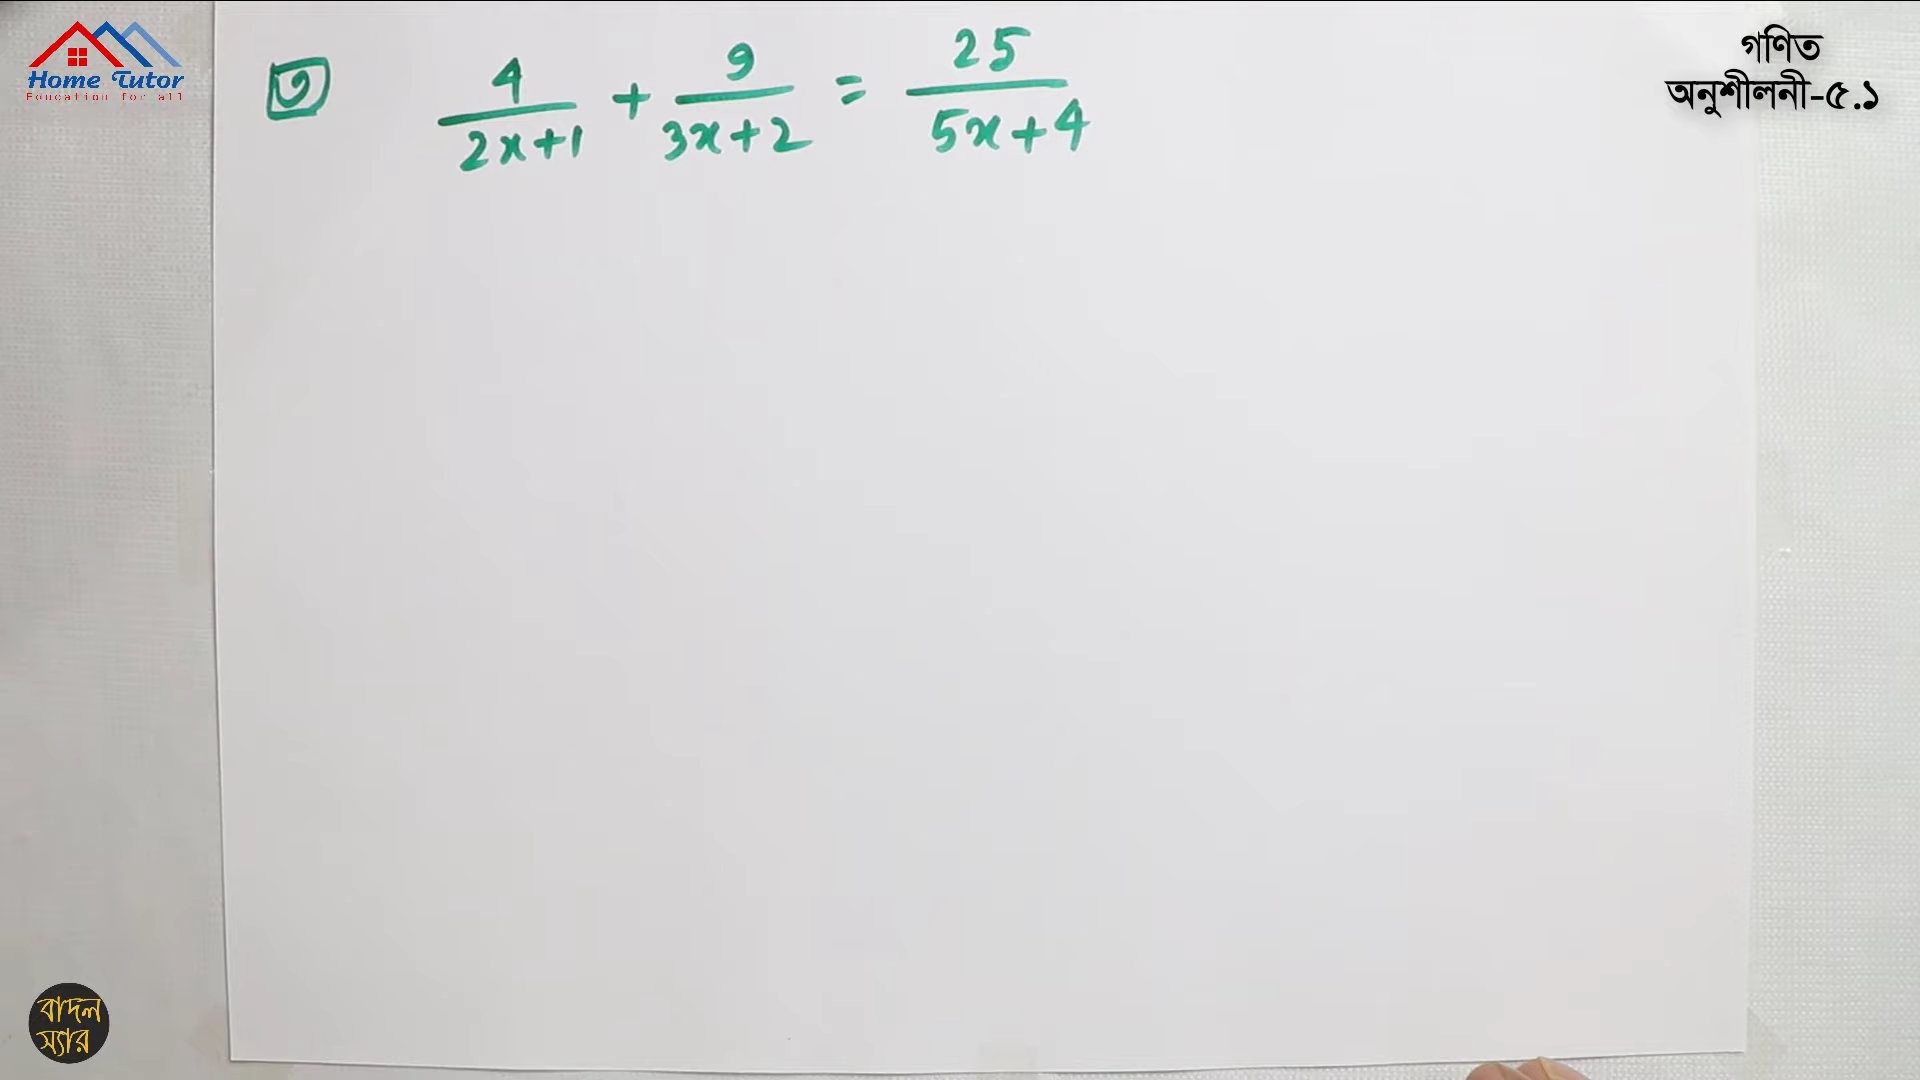 Home Tutor
Education for all
গণিত
অনুশীলনী-৫.১
৩ 4/(2x+1) + 9/(3x+2) = 25/(5x+4)
বাদল
স্যার